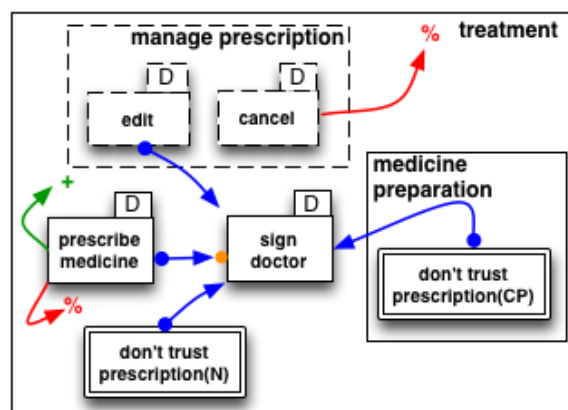 manage prescription
%
treatment
D
D
edit
cancel
medicine
preparation
+
D
D
prescribe
medicine
sign
doctor
don't trust
prescription(CP)
%
don't trust
prescription(N)